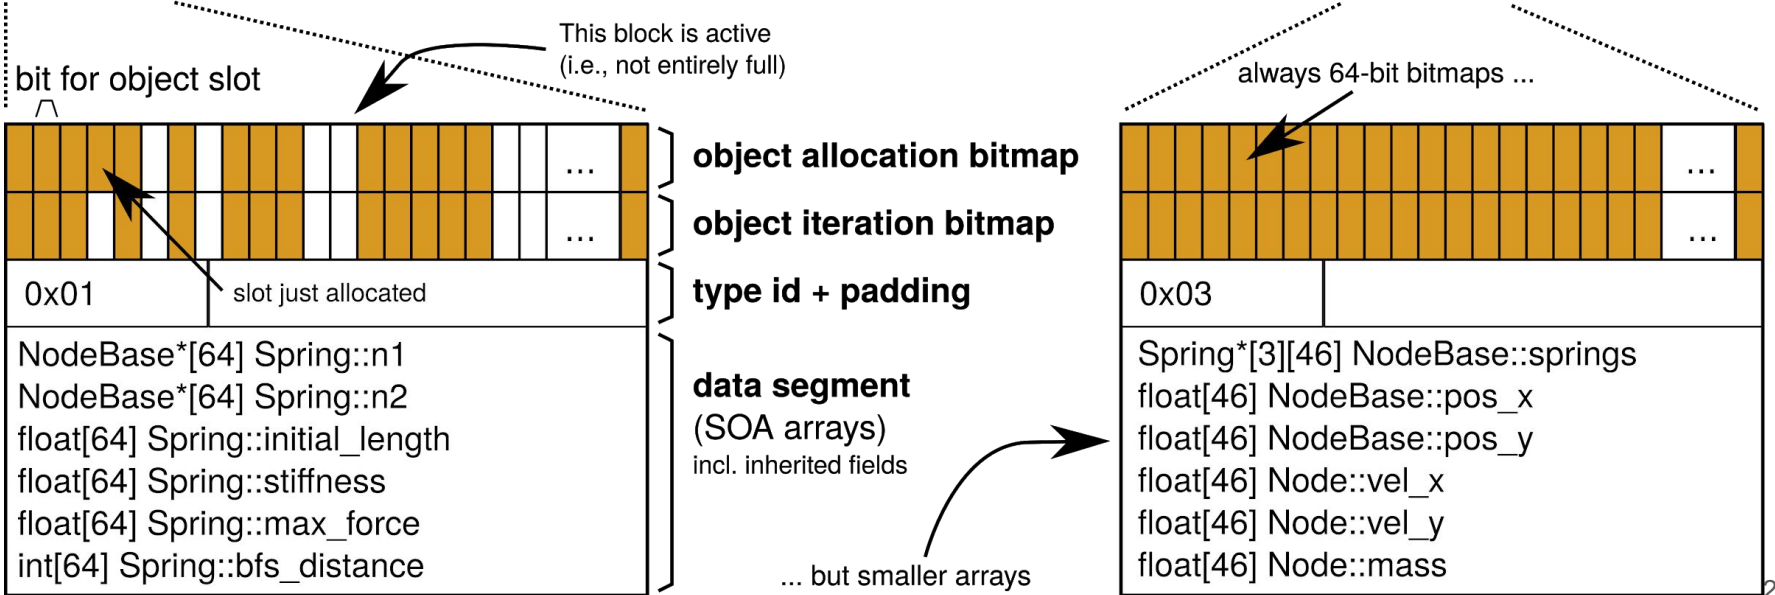 This block is active
(i.e., not entirely full)
bit for object slot
always 64-bit bitmaps ...
...
object allocation bitmap
...
...
object iteration bitmap
...
0x01
slot just allocated
type id + padding
0x03
NodeBase*[64] Spring::n1
NodeBase*[64] Spring::n2
float[64] Spring::initial_length
float[64] Spring::stiffness
float[64] Spring::max_force
int[64] Spring::bfs_distance
data segment
(SOA arrays)
incl. inherited fields
... but smaller arrays
Spring*[3][46] NodeBase::springs
float[46] NodeBase::pos_x
float[46] NodeBase::pos_y
float[46] Node::vel_x
float[46] Node::vel_y
float[46] Node::mass